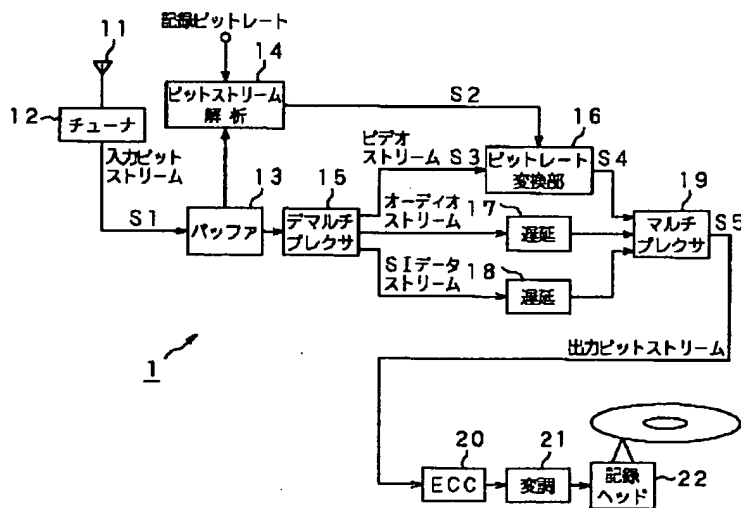 記録ビットレート
11
14
12
チューナ
ビットストリーム
解析
S2
16
入力ビット
ストリーム
13
15
ビデオ
ストリーム S3
ビットレート
変換部
S4
19
S1
バッファ
デマルチ
プレクサ
オーディオ
ストリーム
17
遅延
マルチ
プレクサ
S5
SIデータ
ストリーム
18
遅延
1
出力ビットストリーム
20
21
ECC
変調
記録
ヘッド
22